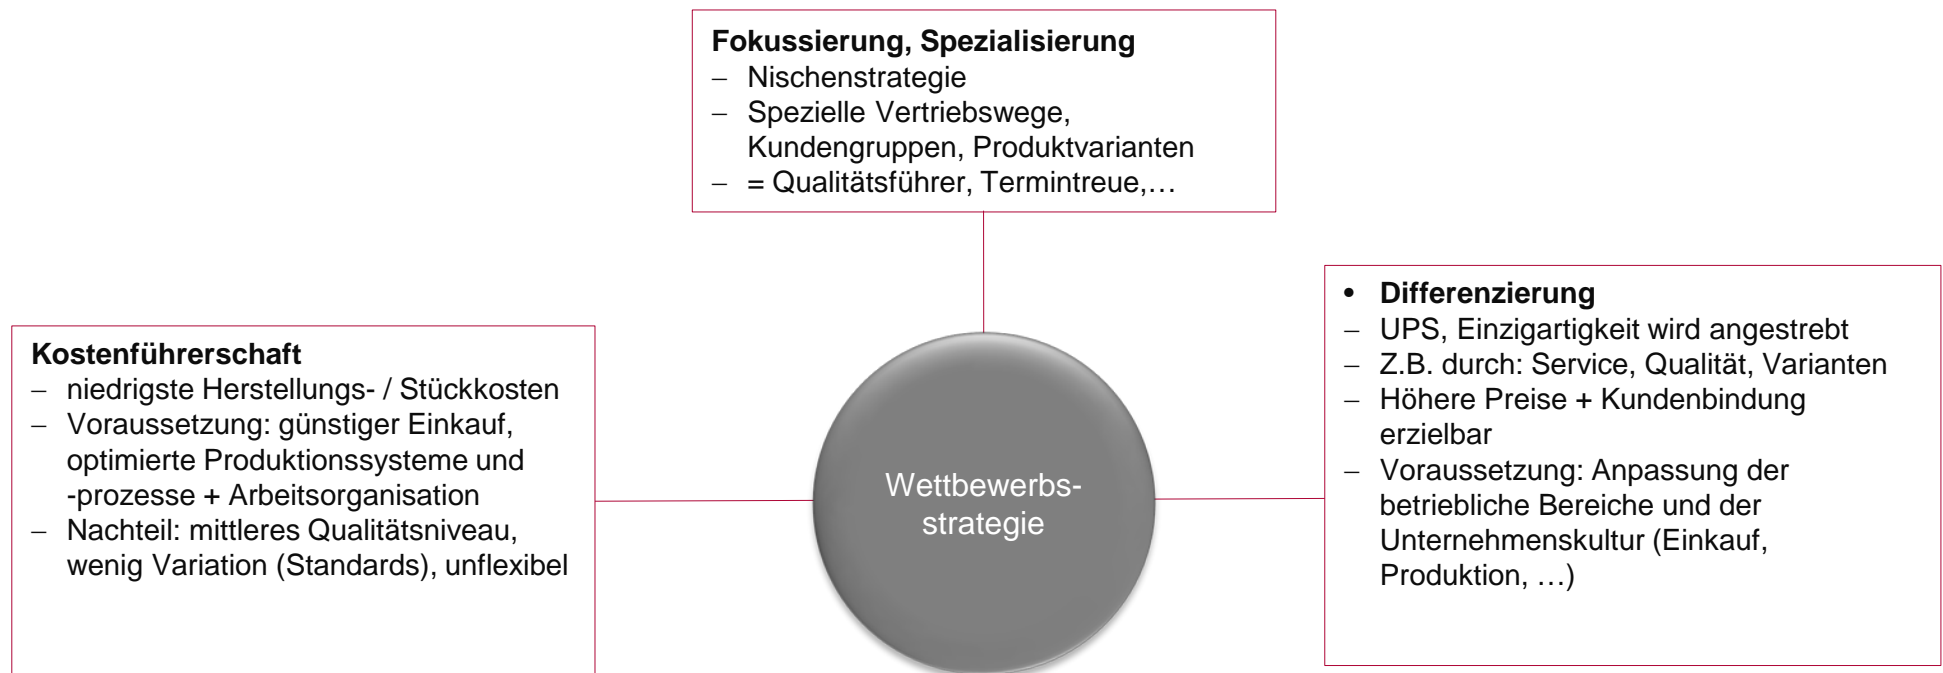 Fokussierung, Spezialisierung
– Nischenstrategie
– Spezielle Vertriebswege,
Kundengruppen, Produktvarianten
– = Qualitätsführer, Termintreue,…
Kostenführerschaft
– niedrigste Herstellungs- / Stückkosten
– Voraussetzung: günstiger Einkauf,
optimierte Produktionssysteme und
-prozesse + Arbeitsorganisation
– Nachteil: mittleres Qualitätsniveau,
wenig Variation (Standards), unflexibel
Wettbewerbs-
strategie
• Differenzierung
– UPS, Einzigartigkeit wird angestrebt
– Z.B. durch: Service, Qualität, Varianten
– Höhere Preise + Kundenbindung
erzielbar
– Voraussetzung: Anpassung der
betriebliche Bereiche und der
Unternehmenskultur (Einkauf,
Produktion, …)